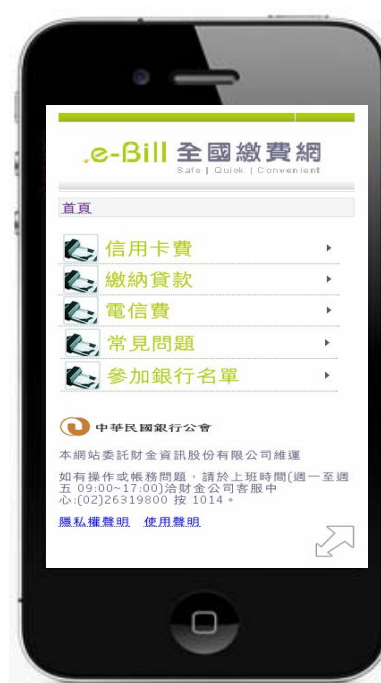 e-Bill 全國繳費網
Safe | Quick | Convenient
首頁
信用卡費
繳納貸款
電信費
常見問題
參加銀行名單
中華民國銀行公會
本網站委託財金資訊股份有限公司維運
如有操作或帳務問題，請於上班時間(週一至週
五 09:00~17:00)洽財金公司客服中
心:(02)26319800 按 1014。
隱私權聲明 使用聲明